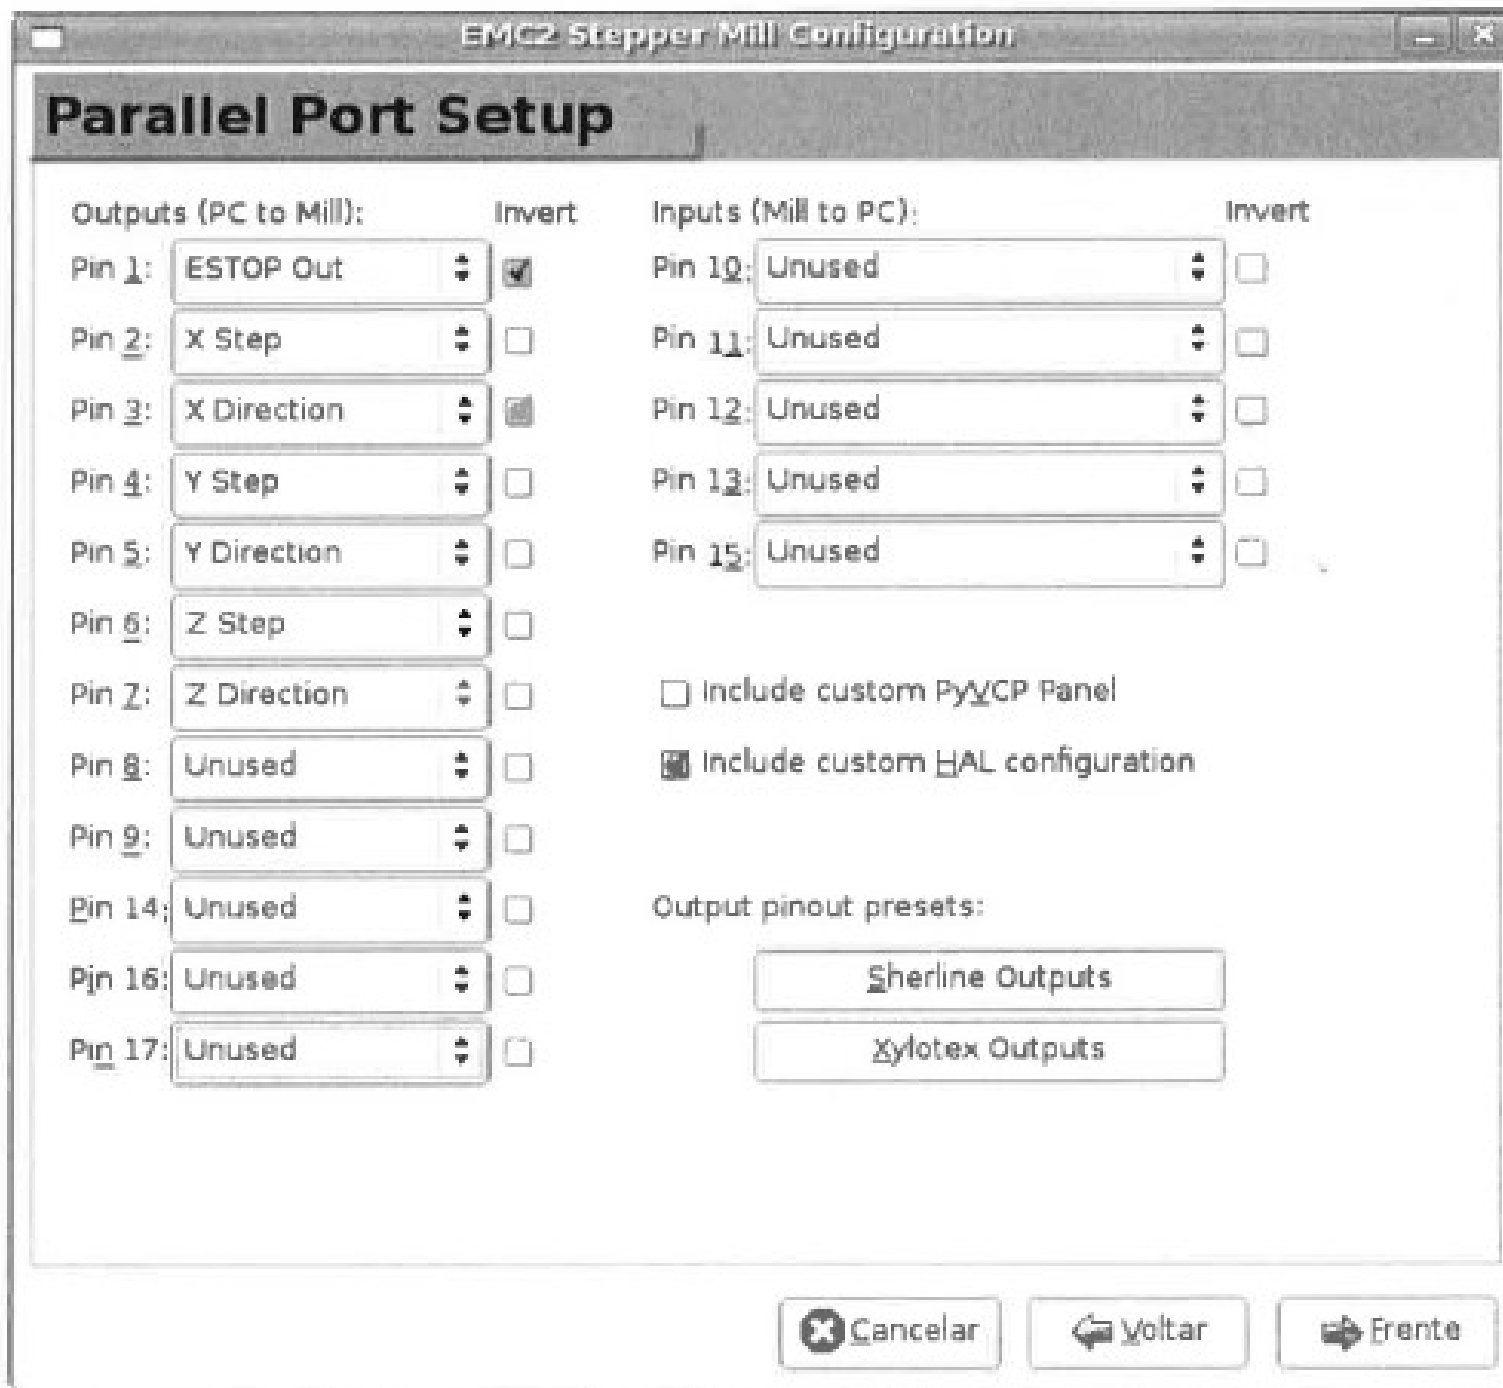 EMC2 Stepper Mill Configuration
Parallel Port Setup
Outputs (PC to Mill): Invert
Pin 1: ESTOP Out
Pin 2: X Step
Pin 3: X Direction
Pin 4: Y Step
Pin 5: Y Direction
Pin 6: Z Step
Pin 7: Z Direction
Pin 8: Unused
Pin 9: Unused
Pin 14: Unused
Pin 16: Unused
Pin 17: Unused
Inputs (Mill to PC): Invert
Pin 10: Unused
Pin 11: Unused
Pin 12: Unused
Pin 13: Unused
Pin 15: Unused
Include custom PyVCP Panel
Include custom HAL configuration
Output pinout presets:
Sherline Outputs
Xylotex Outputs
Cancelar
Voltar
Frente